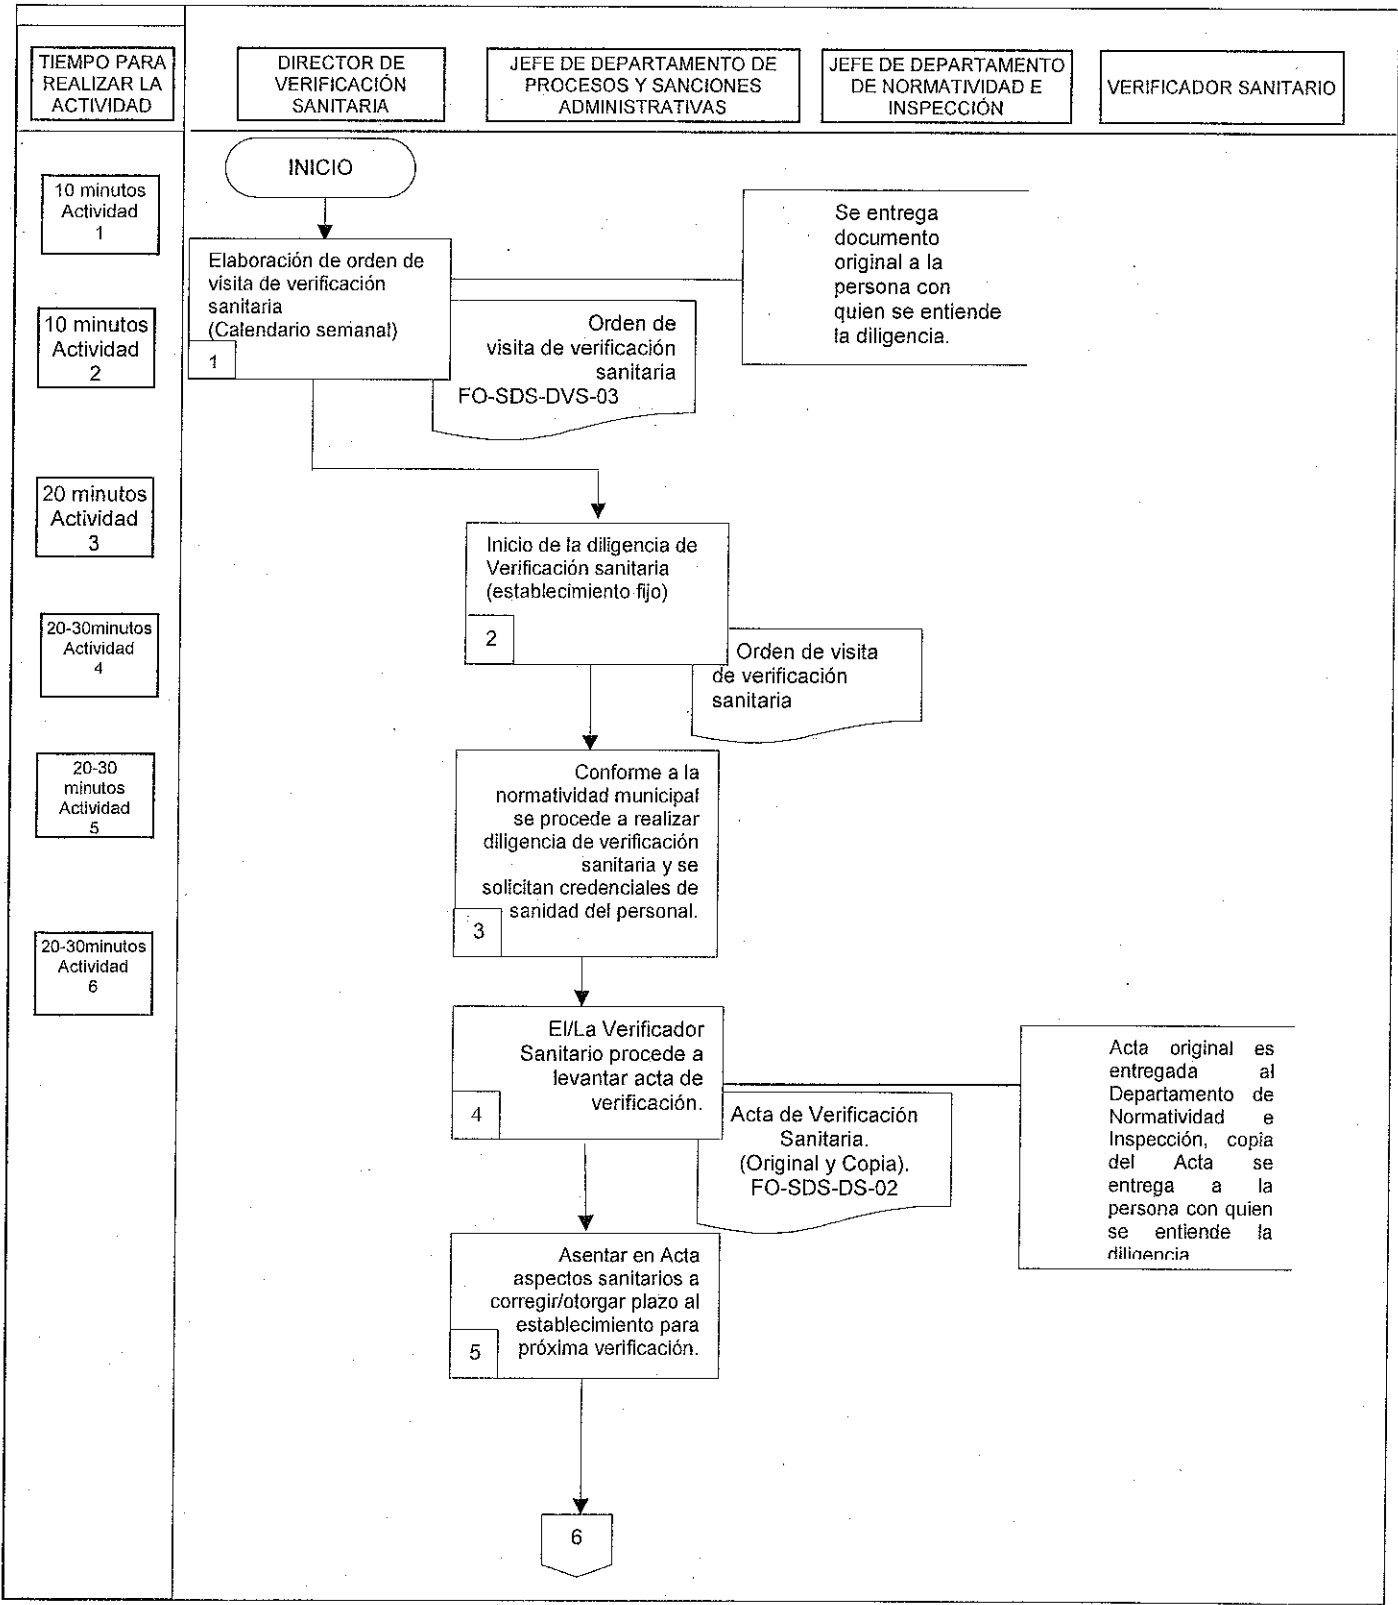 TIEMPO PARA
REALIZAR LA
ACTIVIDAD
DIRECTOR DE
VERIFICACIÓN
SANITARIA
JEFE DE DEPARTAMENTO DE
PROCESOS Y SANCIONES
ADMINISTRATIVAS
JEFE DE DEPARTAMENTO
DE NORMATIVIDAD E
INSPECCIÓN
VERIFICADOR SANITARIO
INICIO
10 minutos
Actividad
1
Se entrega
documento
original a la
persona con
quien se entiende
la diligencia.
Elaboración de orden de
visita de verificación
sanitaria
(Calendario semanal)
1
10 minutos
Actividad
2
Orden de
visita de verificación
sanitaria
FO-SDS-DVS-03
20 minutos
Actividad
3
Inicio de la diligencia de
Verificación sanitaria
(establecimiento fijo)
2
Orden de visita
de verificación
sanitaria
20-30minutos
Actividad
4
20-30
minutos
Actividad
5
Conforme a la
normatividad municipal
se procede a realizar
diligencia de verificación
sanitaria y se
solicitan credenciales de
sanidad del personal.
3
20-30minutos
Actividad
6
El/La Verificador
Sanitario procede a
levantar acta de
verificación.
4
Acta de Verificación
Sanitaria.
(Original y Copia).
FO-SDS-DS-02
Acta original es
entregada al
Departamento de
Normatividad e
Inspección, copia
del Acta se
entrega a la
persona con quien
se entiende la
diligencia
Asentar en Acta
aspectos sanitarios a
corregir/otorgar plazo al
establecimiento para
próxima verificación.
5
6